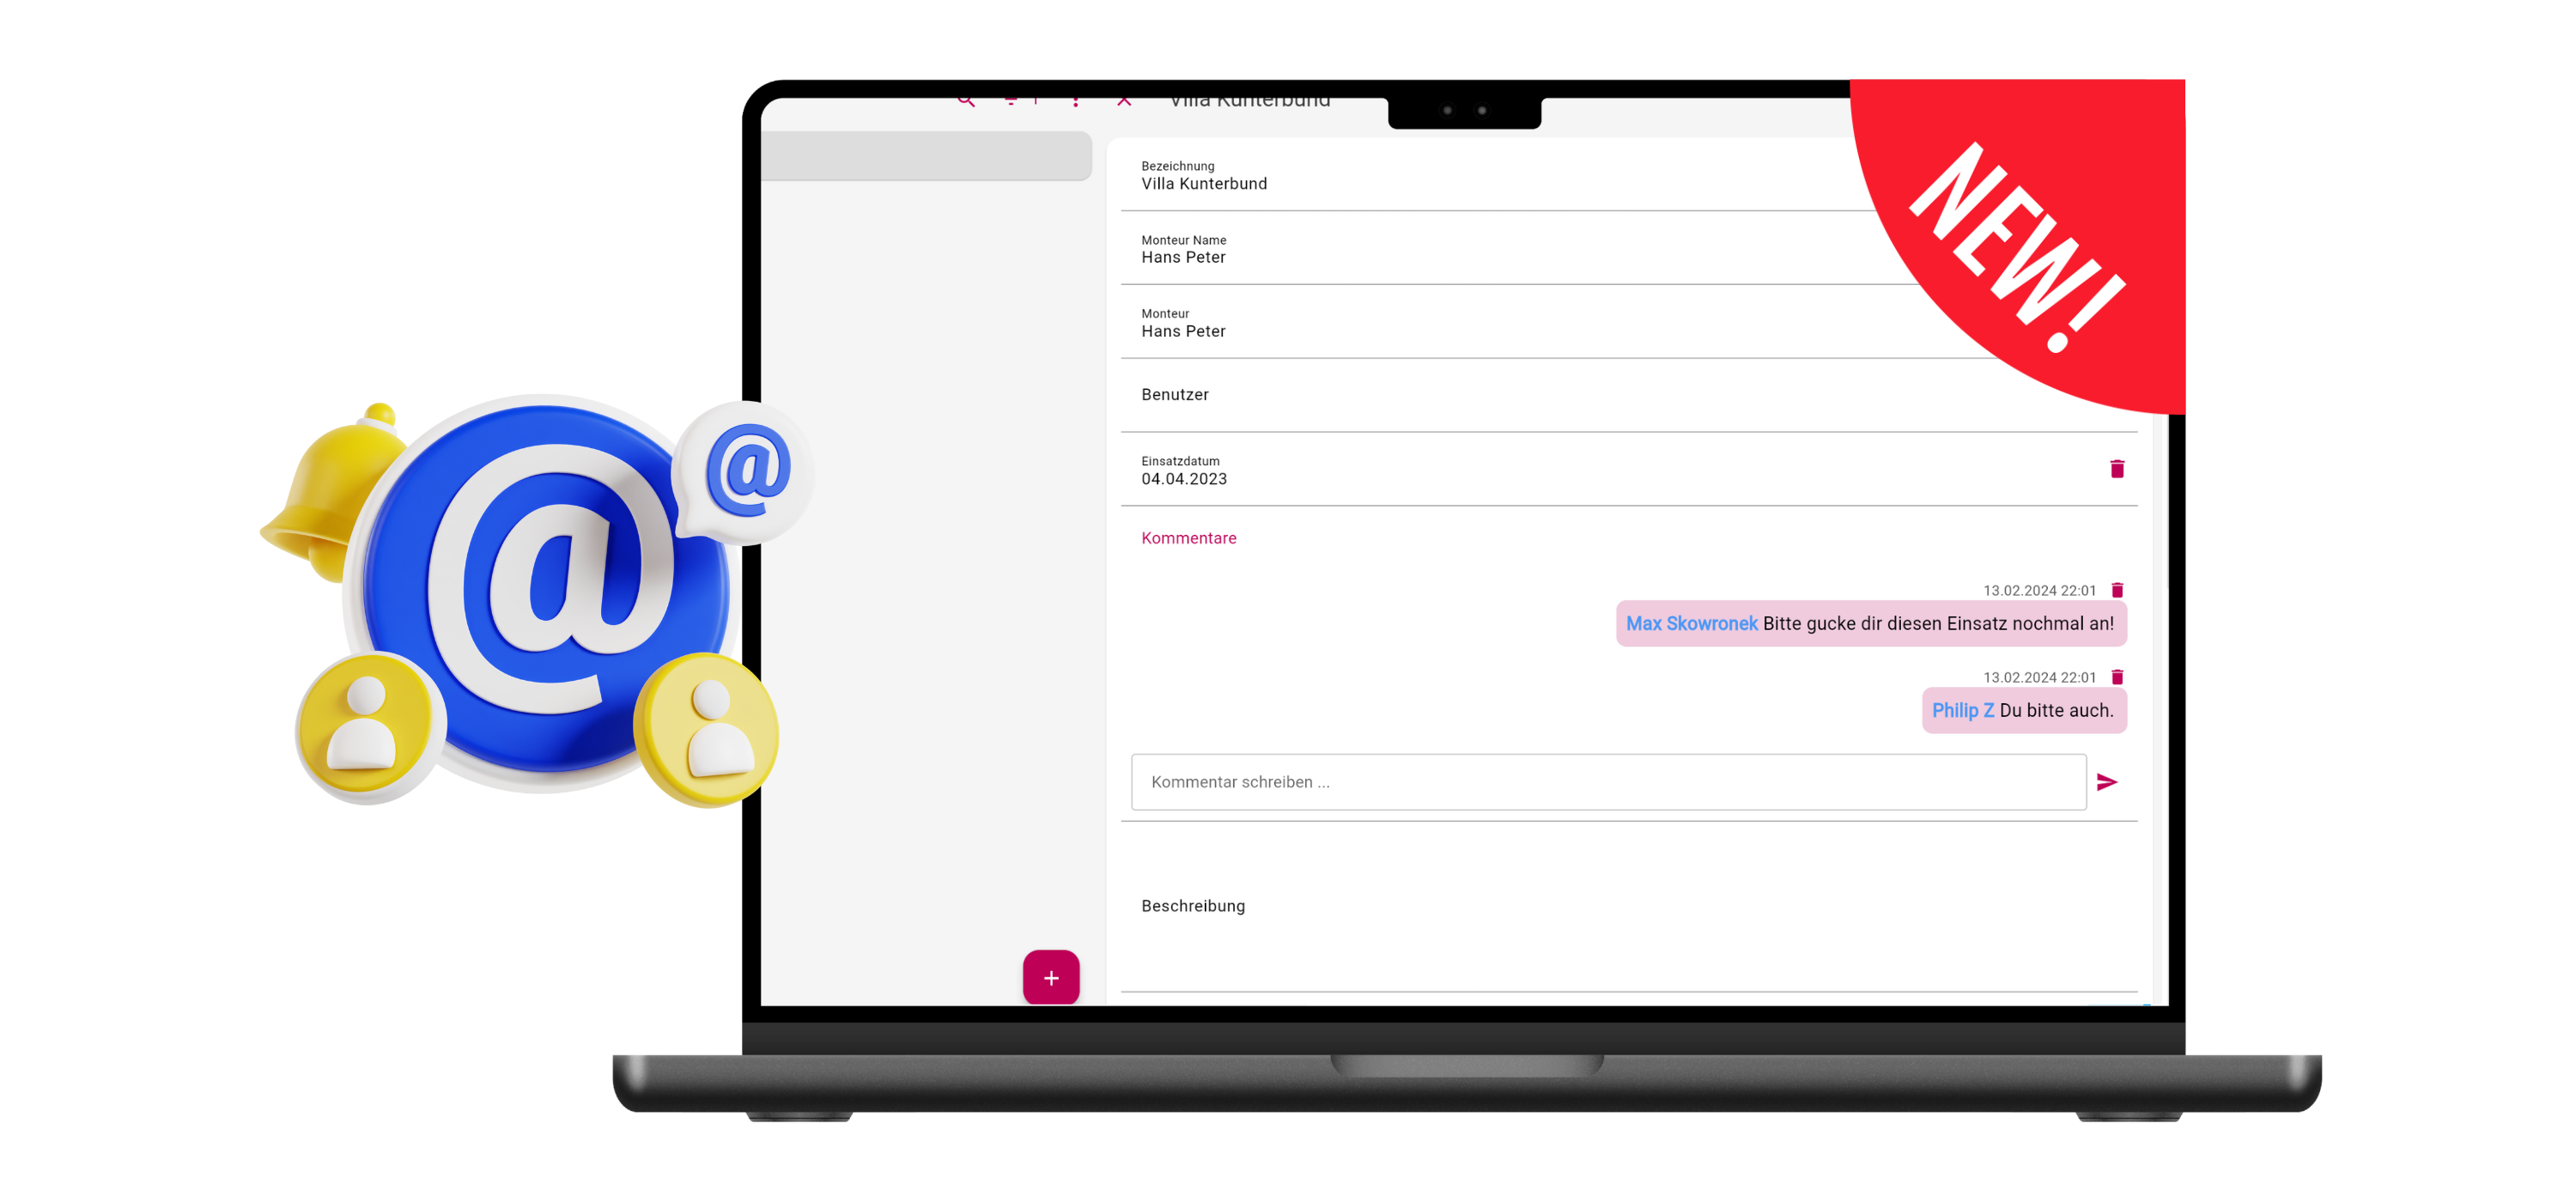 Villa Kunterbund
NEW!
Bezeichnung
Villa Kunterbund
Monteur Name
Hans Peter
Monteur
Hans Peter
Benutzer
Einsatzdatum
04.04.2023
Kommentare
13.02.2024 22:01
Max Skowronek Bitte gucke dir diesen Einsatz nochmal an!
13.02.2024 22:01
Philip Z Du bitte auch.
Kommentar schreiben ...
Beschreibung
@
@
+